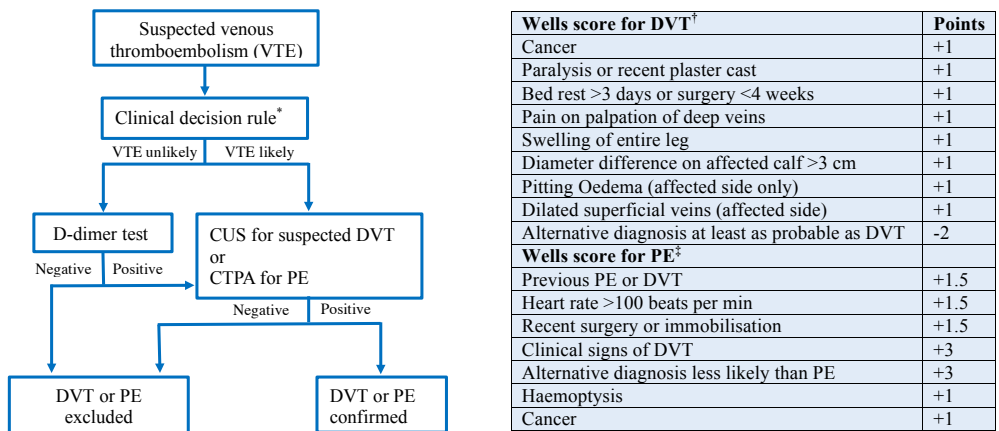 Suspected venous
thromboembolism (VTE)
Clinical decision rule*
VTE unlikely VTE likely
D-dimer test
CUS for suspected DVT
or
CTPA for PE
Negative Positive
Negative Positive
DVT or PE
excluded
DVT or PE
confirmed
Wells score for DVT† Points
Cancer +1
Paralysis or recent plaster cast +1
Bed rest >3 days or surgery <4 weeks +1
Pain on palpation of deep veins +1
Swelling of entire leg +1
Diameter difference on affected calf >3 cm +1
Pitting Oedema (affected side only) +1
Dilated superficial veins (affected side) +1
Alternative diagnosis at least as probable as DVT -2
Wells score for PE‡
Previous PE or DVT +1.5
Heart rate >100 beats per min +1.5
Recent surgery or immobilisation +1.5
Clinical signs of DVT +3
Alternative diagnosis less likely than PE +3
Haemoptysis +1
Cancer +1